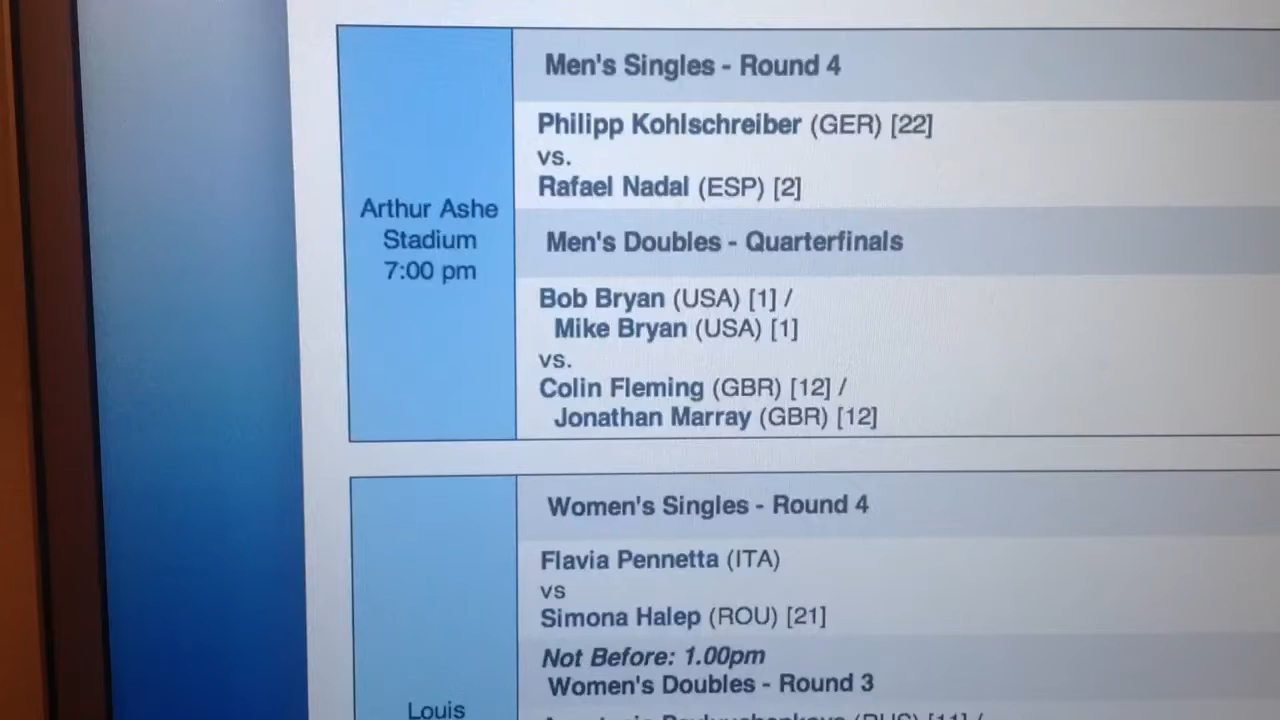 Arthur Ashe
Stadium
7:00 pm
Men's Singles - Round 4
Philipp Kohlschreiber (GER) [22]
vs.
Rafael Nadal (ESP) [2]
Men's Doubles - Quarterfinals
Bob Bryan (USA) [1] /
Mike Bryan (USA) [1]
vs.
Colin Fleming (GBR) [12] /
Jonathan Marray (GBR) [12]
Louis
Women's Singles - Round 4
Flavia Pennetta (ITA)
vs
Simona Halep (ROU) [21]
Not Before: 1.00pm
Women's Doubles - Round 3